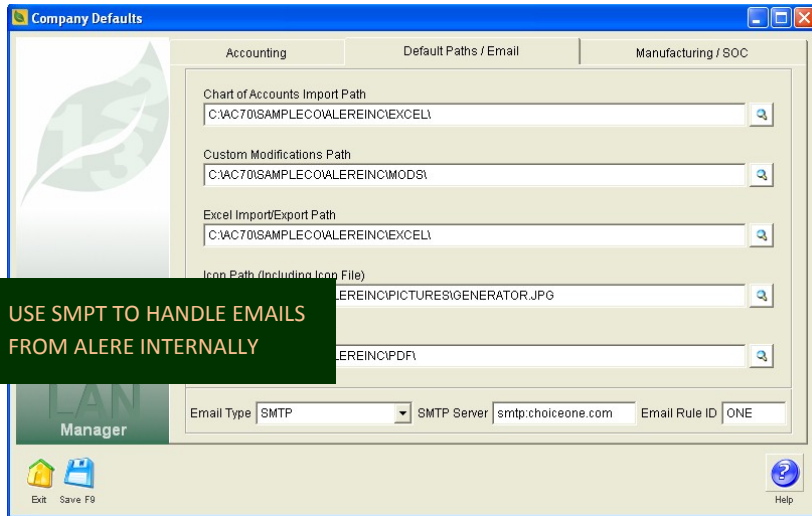 Company Defaults
Accounting
Default Paths / Email
Manufacturing / SOC
Chart of Accounts Import Path
C:\AC70\SAMPLECO\ALEREINC\EXCEL\
Custom Modifications Path
C:\AC70\SAMPLECO\ALEREINC\MODS\
Excel Import/Export Path
C:\AC70\SAMPLECO\ALEREINC\EXCEL\
Icon Path (Including Icon File)
LEREINC\PICTURES\GENERATOR.JPG
USE SMPT TO HANDLE EMAILS
FROM ALERE INTERNALLY
LEREINC\PDF\
LAN
Manager
Email Type SMTP SMTP Server smtp:choiceone.com Email Rule ID ONE
Exit Save F9
Help